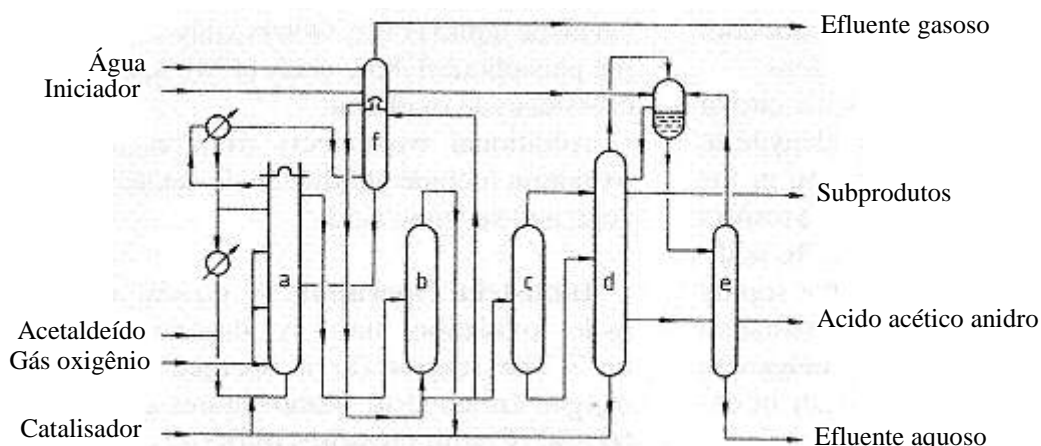 Efluente gasoso
Água
Iniciador
f
Subprodutos
a
b
c
d
e
Acetaldeído
Acido acético anidro
Gás oxigênio
Catalisador
Efluente aquoso